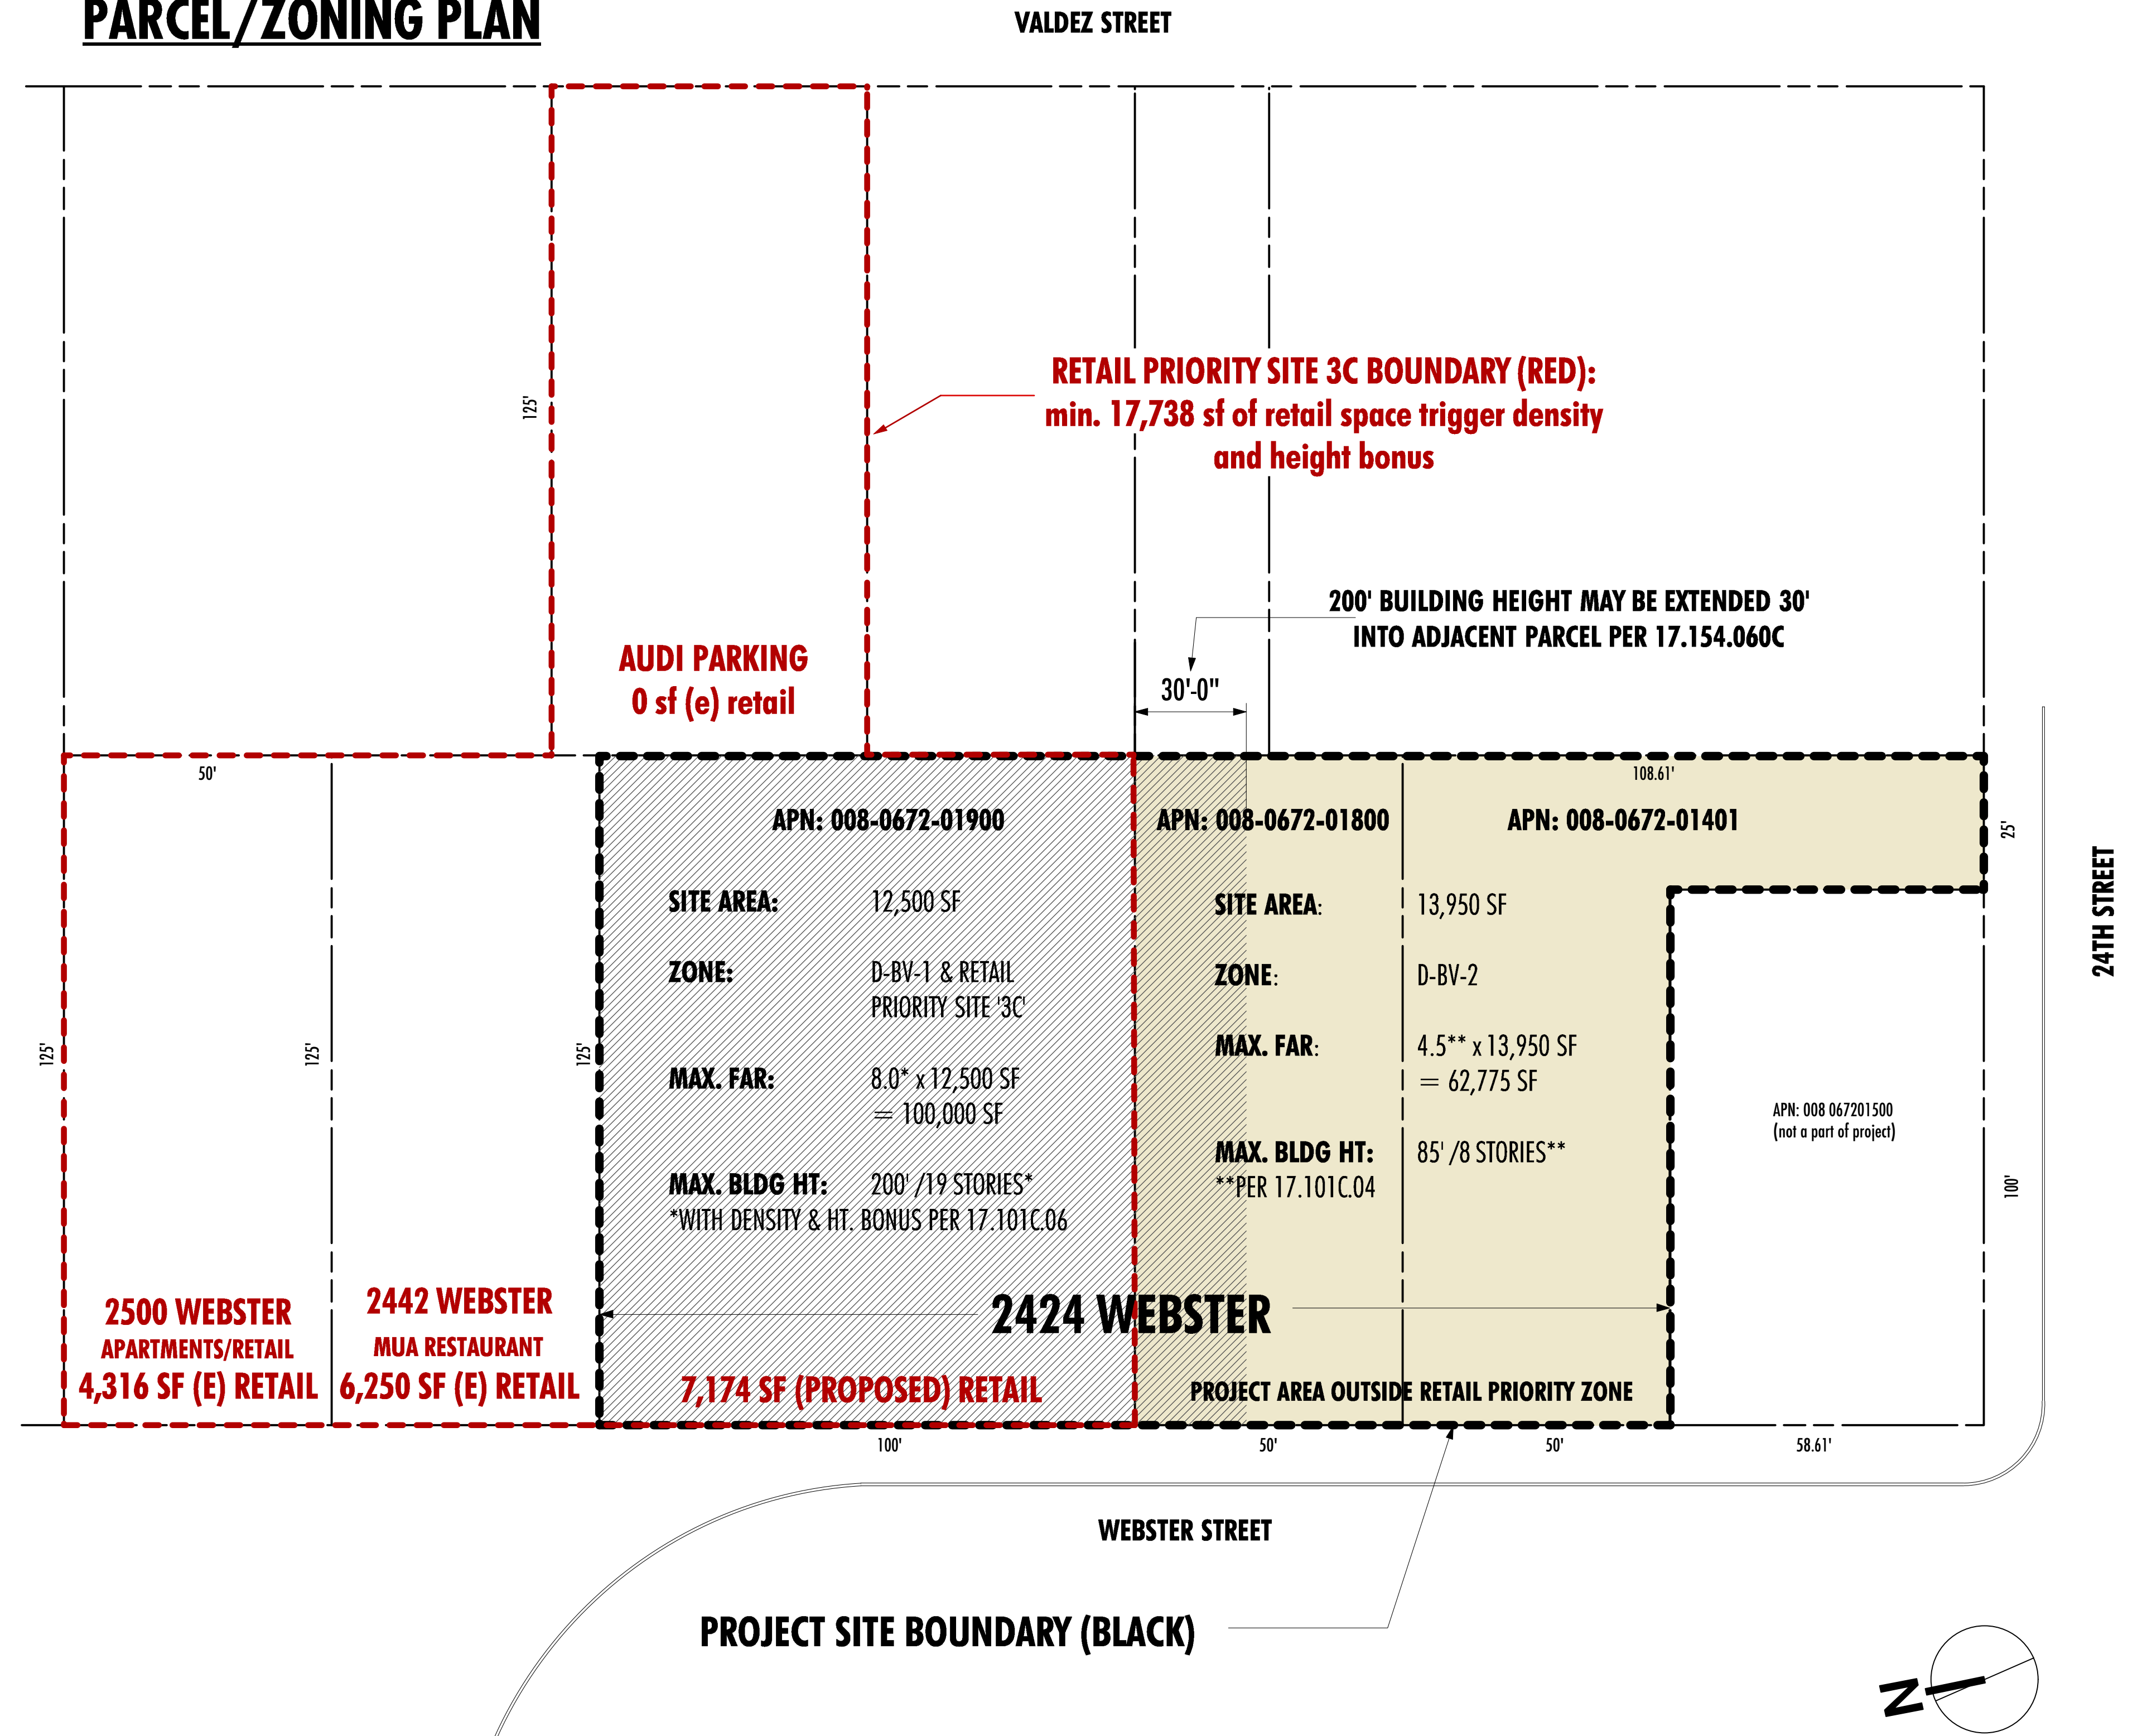 PARCEL/ZONING PLAN
VALDEZ STREET
125'
RETAIL PRIORITY SITE 3C BOUNDARY (RED):
min. 17,738 sf of retail space trigger density
and height bonus
AUDI PARKING
0 sf (e) retail
200' BUILDING HEIGHT MAY BE EXTENDED 30'
INTO ADJACENT PARCEL PER 17.154.060C
30'-0"
50'
108.61'
APN: 008-0672-01900
APN: 008-0672-01800
APN: 008-0672-01401
25'
24TH STREET
SITE AREA: 12,500 SF
ZONE: D-BV-1 & RETAIL
PRIORITY SITE '3C'
MAX. FAR: 8.0* x 12,500 SF
= 100,000 SF
MAX. BLDG HT: 200' /19 STORIES*
*WITH DENSITY & HT. BONUS PER 17.101C.06
SITE AREA: 13,950 SF
ZONE: D-BV-2
MAX. FAR: 4.5** x 13,950 SF
= 62,775 SF
MAX. BLDG HT: 85' /8 STORIES**
**PER 17.101C.04
125'
125'
125'
APN: 008 067201500
(not a part of project)
100'
2500 WEBSTER
APARTMENTS/RETAIL
4,316 SF (E) RETAIL
2442 WEBSTER
MUA RESTAURANT
6,250 SF (E) RETAIL
2424 WEBSTER
7,174 SF (PROPOSED) RETAIL
PROJECT AREA OUTSIDE RETAIL PRIORITY ZONE
100'
50'
50'
58.61'
WEBSTER STREET
PROJECT SITE BOUNDARY (BLACK)
N